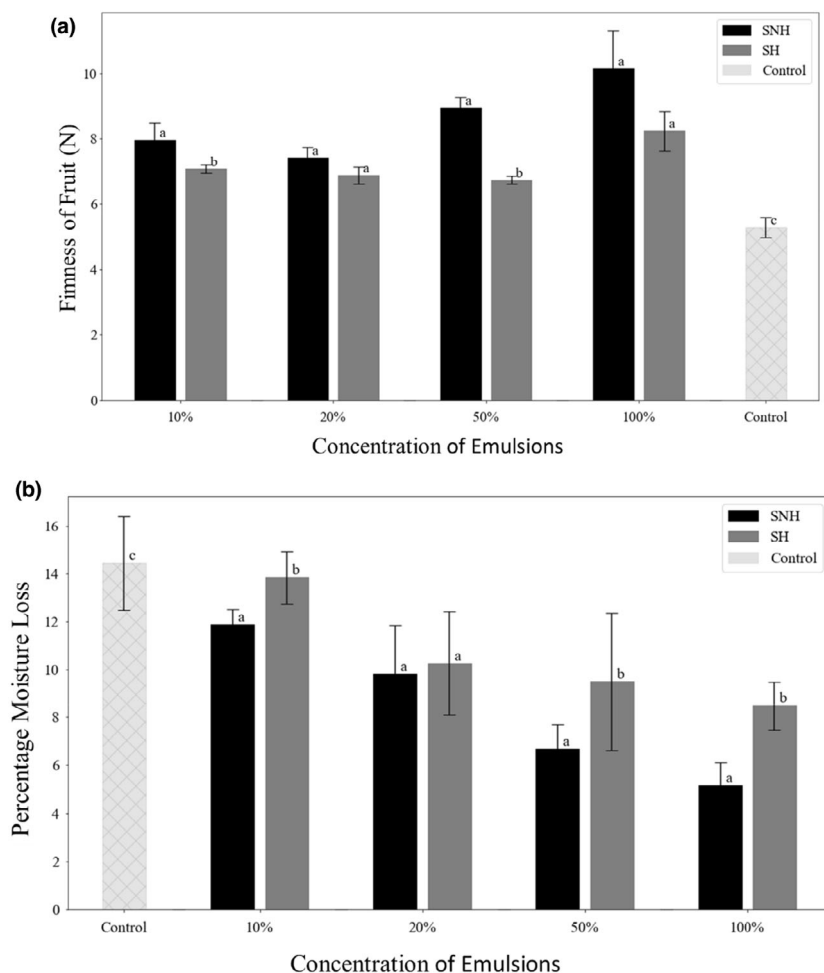 (a)
SNH
SH
Control
10
8
6
4
2
0
Fimness of Fruit (N)
a
b
a
a
a
b
a
a
c
10%
20%
50%
100%
Control
Concentration of Emulsions
(b)
SNH
SH
Control
16
14
12
10
8
6
4
2
0
Percentage Moisture Loss
c
a
b
a
a
a
b
a
b
Control
10%
20%
50%
100%
Concentration of Emulsions